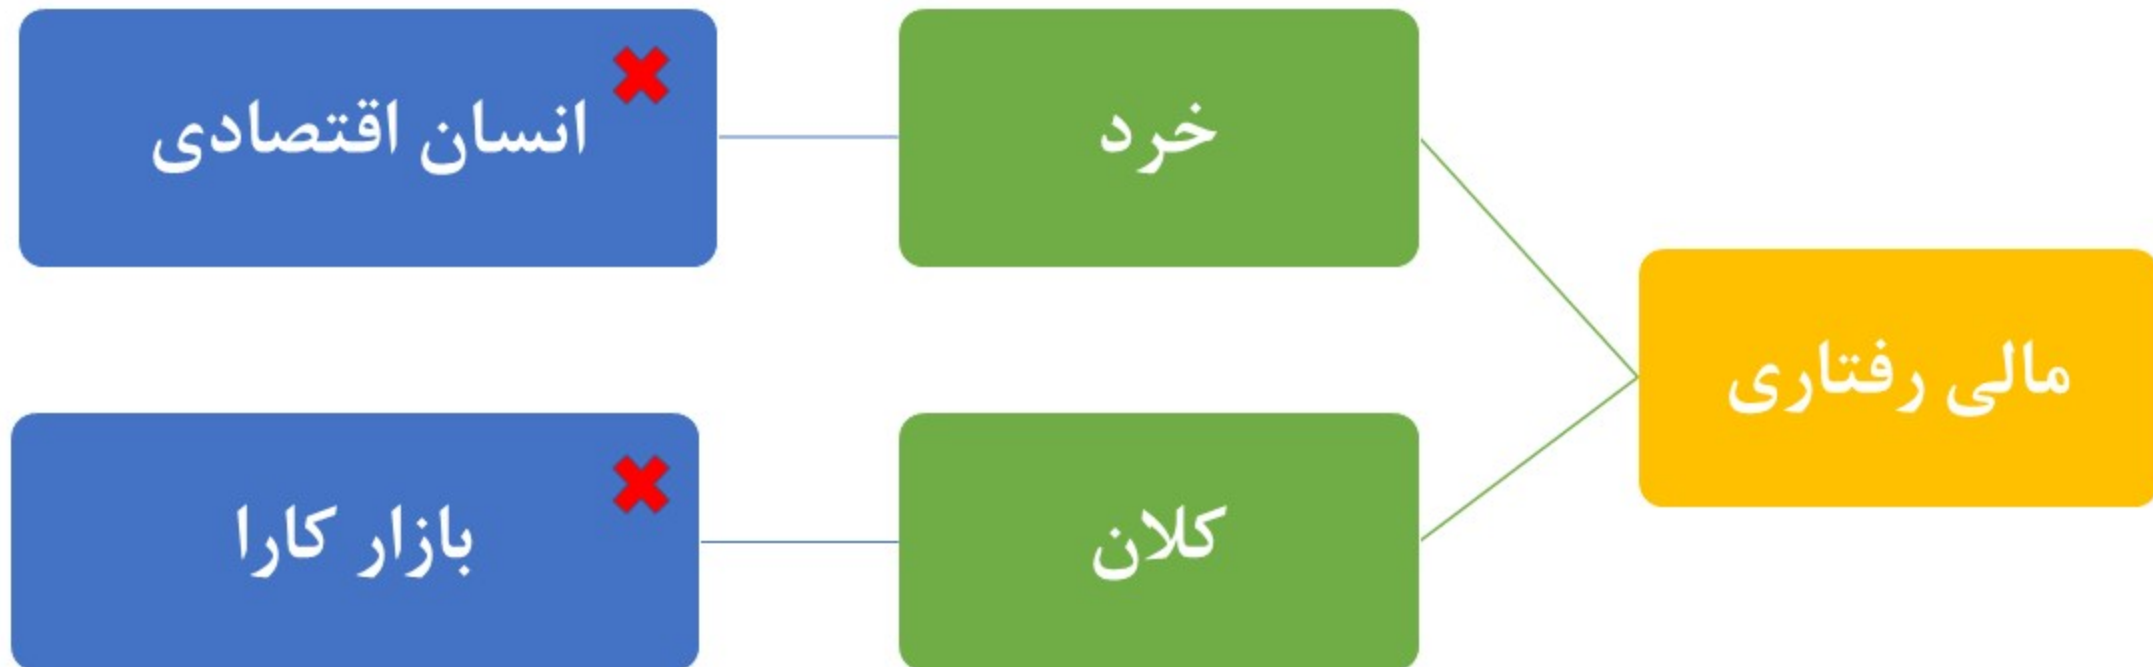 مالی رفتاری
خرد
انسان اقتصادی
کلان
بازار کارا